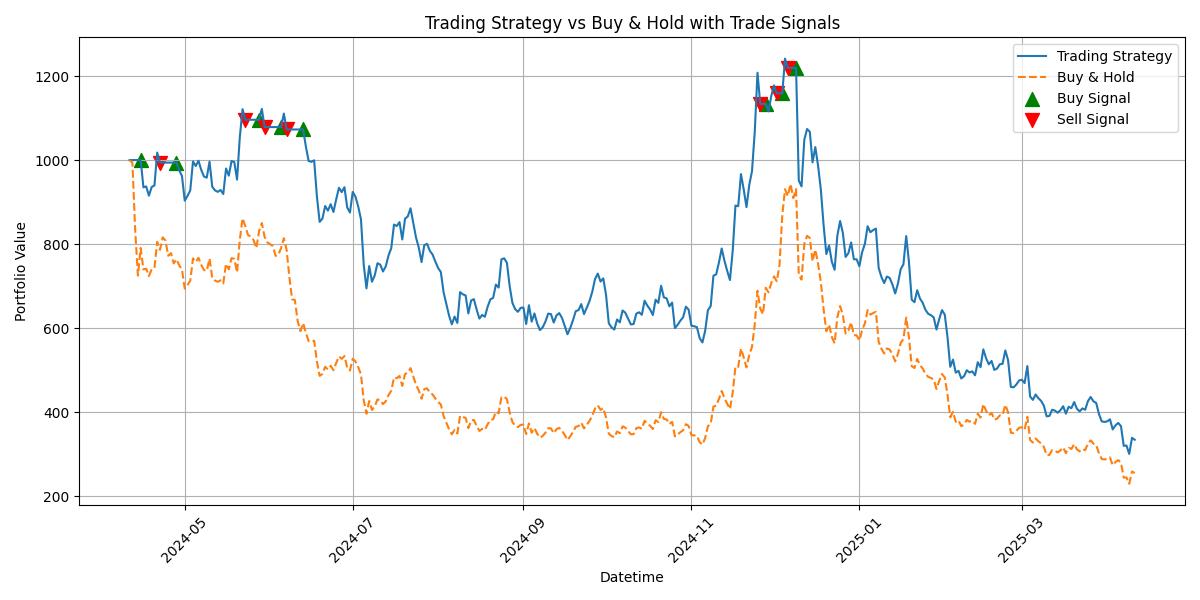 Trading Strategy vs Buy & Hold with Trade Signals
Trading Strategy
Buy & Hold
Buy Signal
Sell Signal
Portfolio Value
1200
1000
800
600
400
200
2024-05
2024-07
2024-09
2024-11
2025-01
2025-03
Datetime